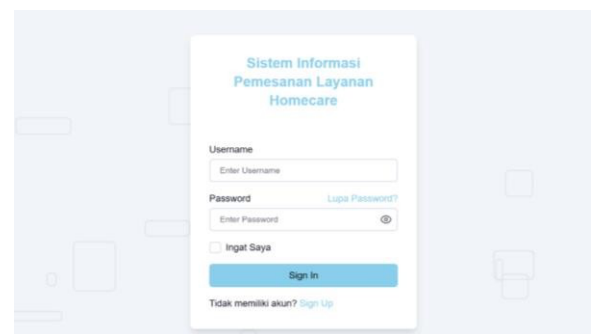 Sistem Informasi
Pemesanan Layanan
Homecare
Username
Enter Username
Password Lupa Password?
Enter Password
Ingat Saya
Sign In
Tidak memiliki akun? Sign Up